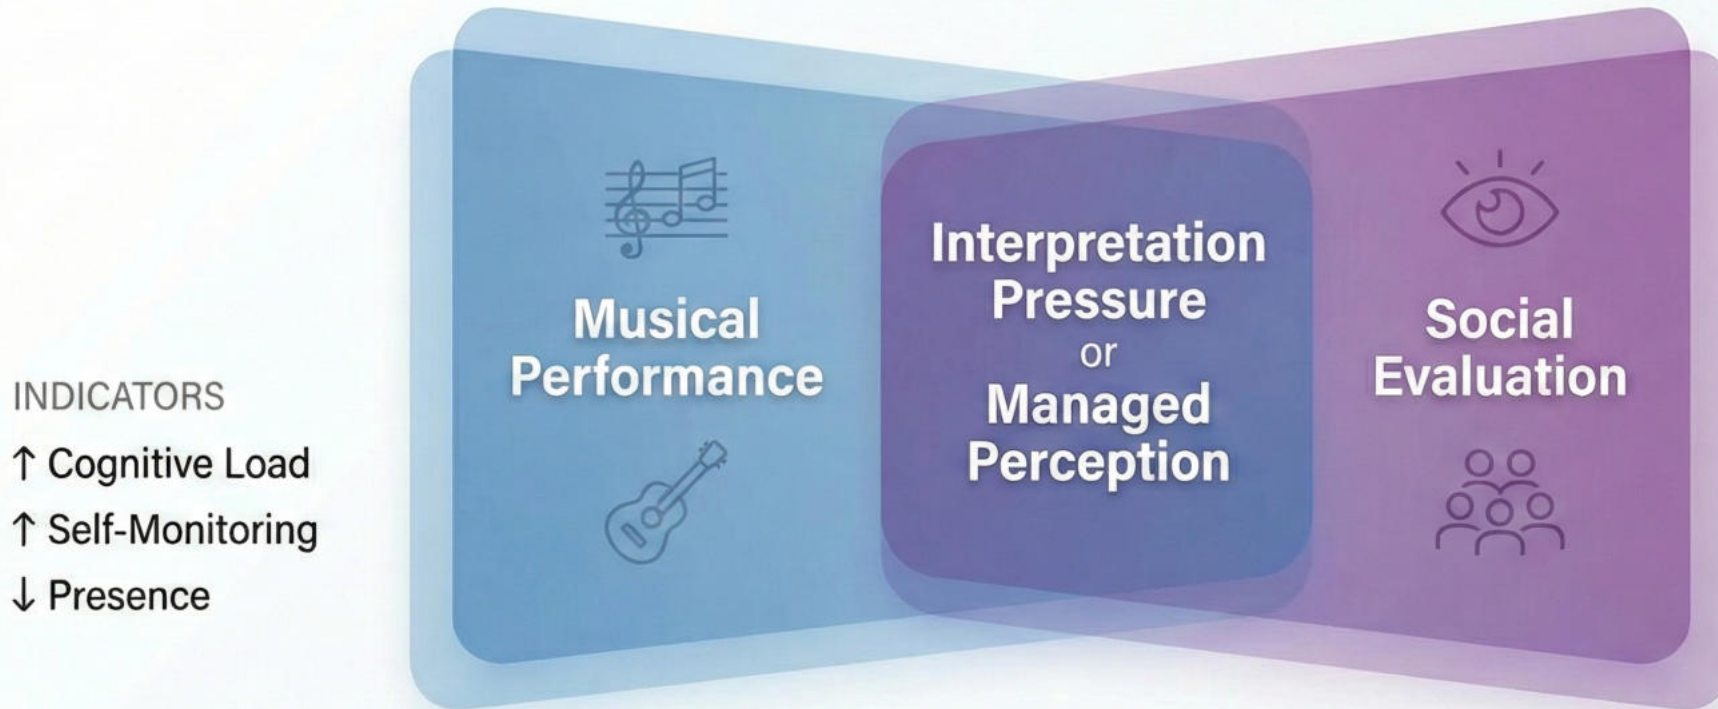 INDICATORS
↑ Cognitive Load
↑ Self-Monitoring
↓ Presence
Musical
Performance
Interpretation
Pressure
or
Managed
Perception
Social
Evaluation